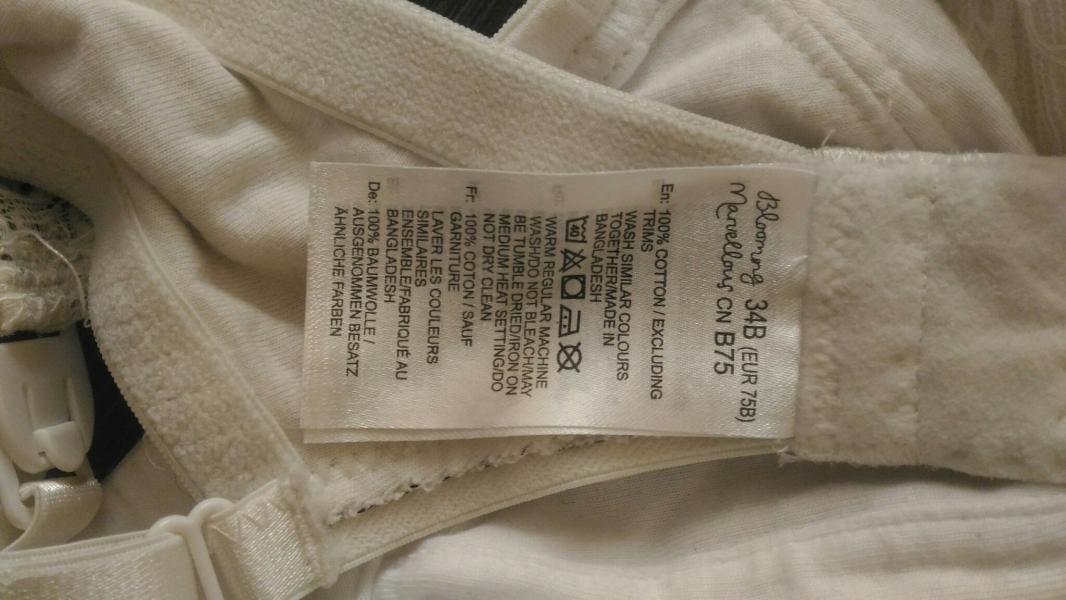 Blooming 34B (EUR 75B)
Marvellous CN B75
En: 100% COTTON / EXCLUDING
TRIMS
WASH SIMILAR COLOURS
TOGETHER/MADE IN
BANGLADESH
WARM REGULAR MACHINE
WASH/DO NOT BLEACH/MAY
BE TUMBLE DRIED/IRON ON
MEDIUM HEAT SETTING/DO
NOT DRY CLEAN
Fr: 100% COTON / SAUF
GARNITURE
LAVER LES COULEURS
SIMILAIRES
ENSEMBLE/FABRIQUÉ AU
BANGLADESH
De: 100% BAUMWOLLE /
AUSGENOMMEN BESATZ.
ÄHNLICHE FARBEN